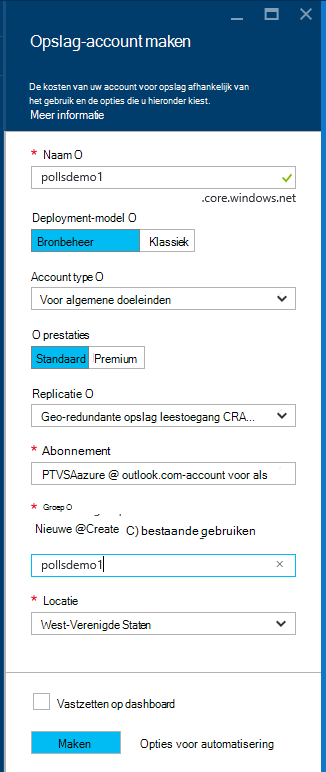 Opslag-account maken
De kosten van uw account voor opslag afhankelijk van
het gebruik en de opties die u hieronder kiest.
Meer informatie
* Naam O
pollsdemo1
.core.windows.net
Deployment-model O
Bronbeheer Klassiek
Account type O
Voor algemene doeleinden
O prestaties
Standaard Premium
Replicatie O
Geo-redundante opslag leestoegang CRA...
* Abonnement
PTVSAazure @ outlook.com-account voor als
* Groep O
Nieuwe @Create C) bestaande gebruiken
pollsdemo1
* Locatie
West-Verenigde Staten
Vastzetten op dashboard
Maken Opties voor automatisering